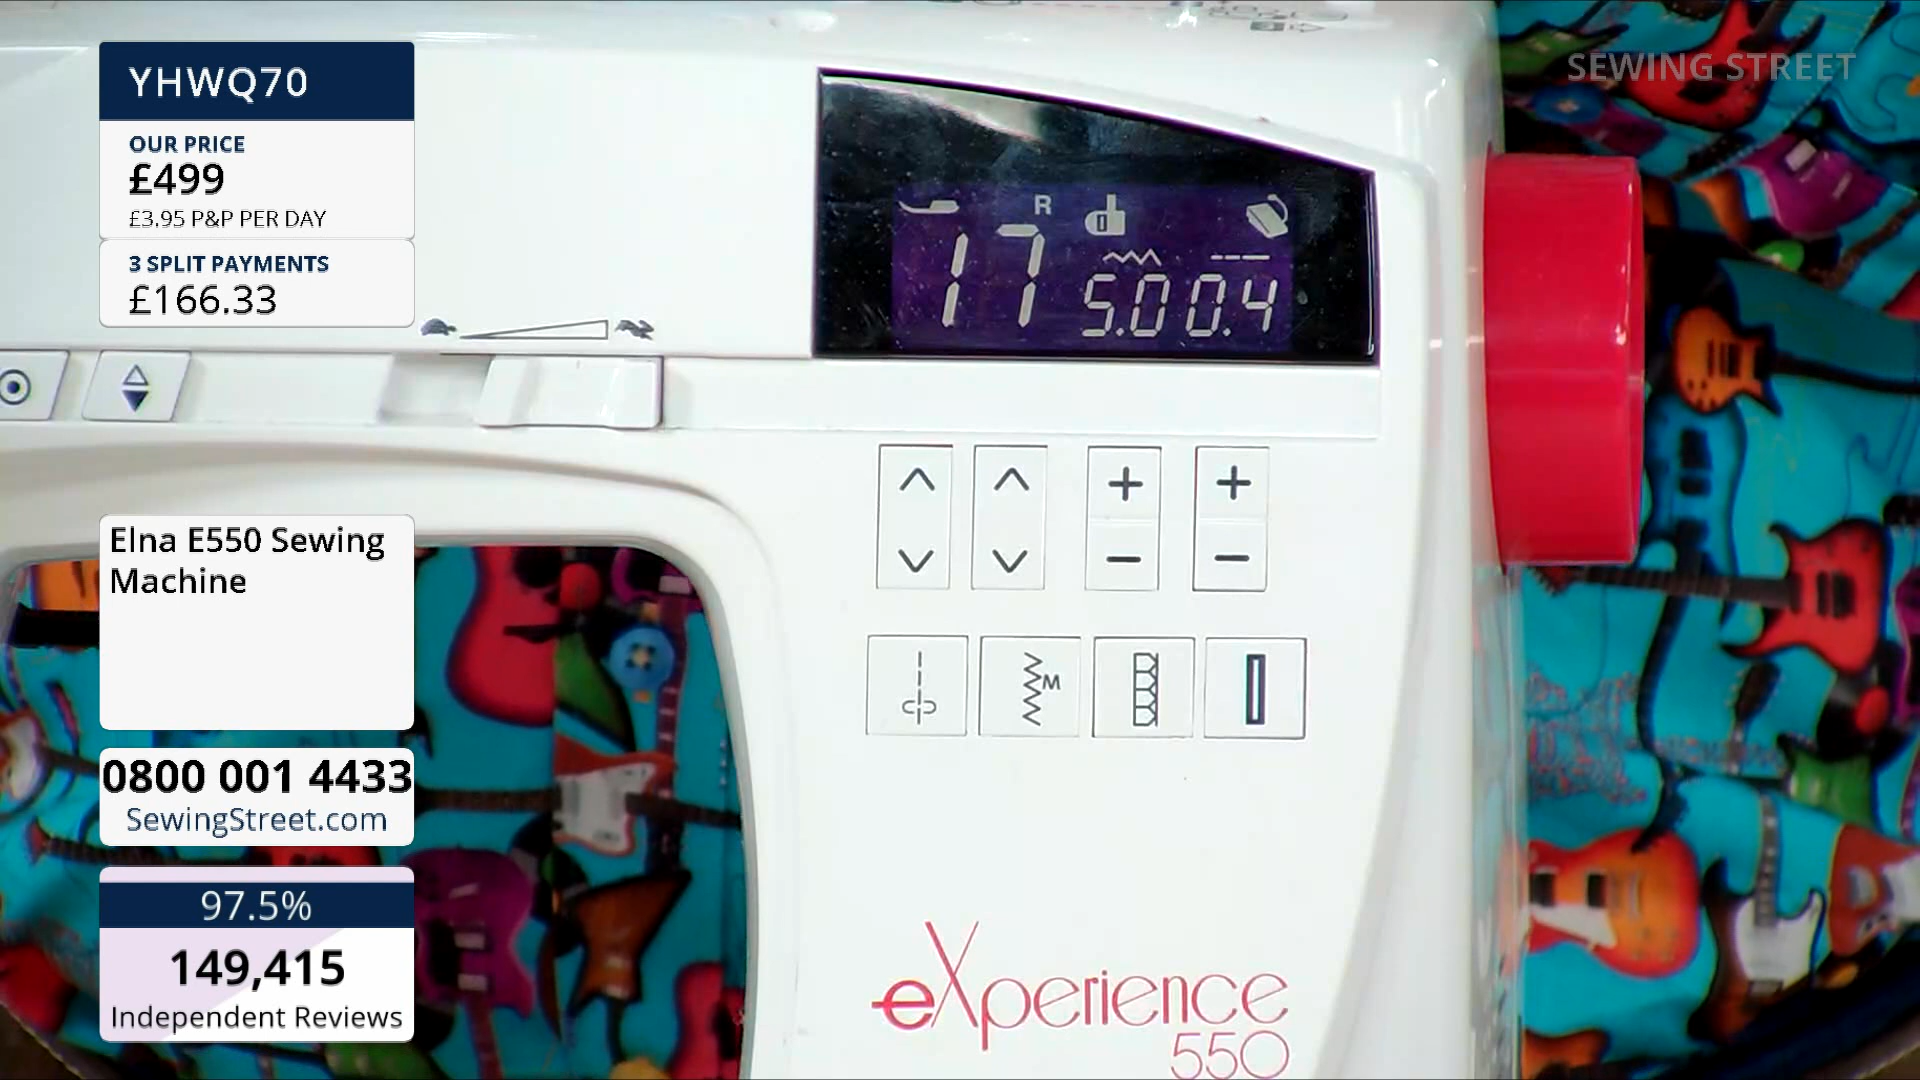 YHWQ70
OUR PRICE
£499
£3.95 P&P PER DAY
3 SPLIT PAYMENTS
£166.33
Elna E550 Sewing
Machine
0800 001 4433
SewingStreet.com
97.5%
149,415
Independent Reviews
SEWING STREET
R
17
5.0 0.4
M
eXperience
550